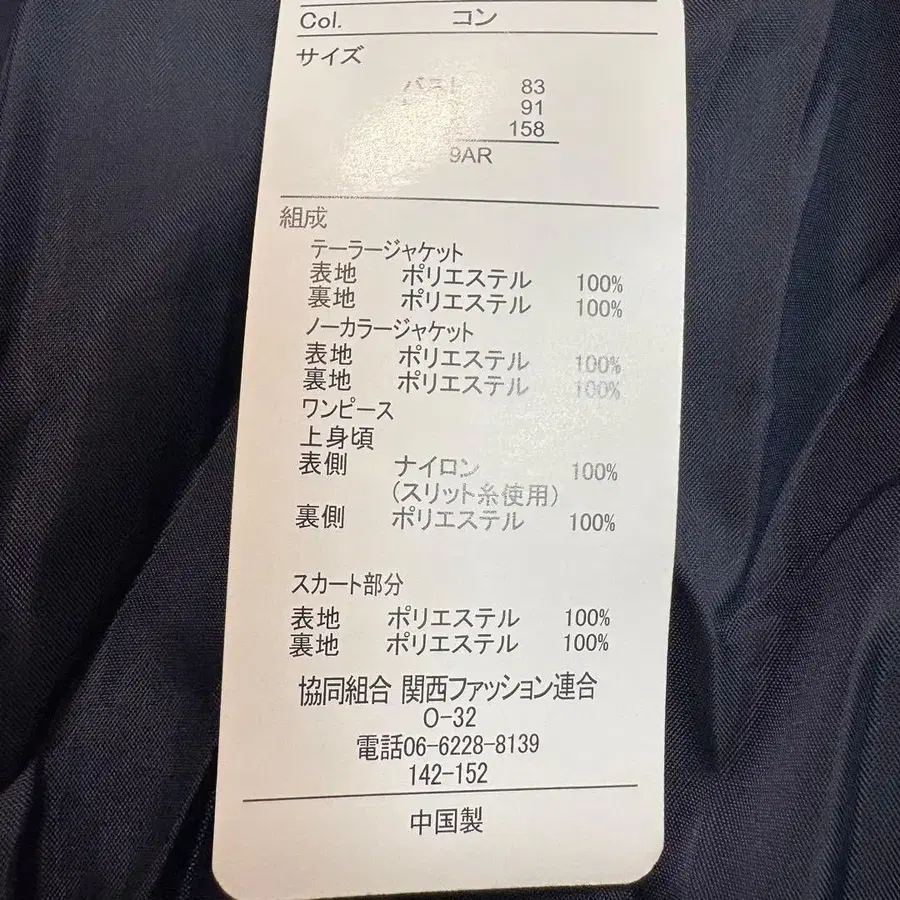 Col. コン
サイズ
バスト 83
91
158
9AR
組成
テーラージャケット
表地 ポリエステル 100%
裏地 ポリエステル 100%
ノーカラージャケット
表地 ポリエステル 100%
裏地 ポリエステル 100%
ワンピース
上身頃
表側 ナイロン 100%
(スリット糸使用)
裏側 ポリエステル 100%
スカート部分
表地 ポリエステル 100%
裏地 ポリエステル 100%
協同組合 関西ファッション連合
O-32
電話06-6228-8139
142-152
中国製